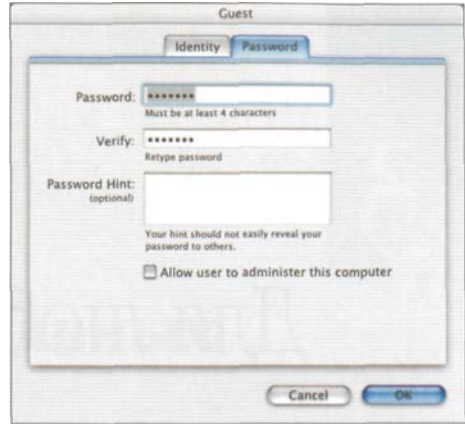 Guest
Identity Password
Password: •••••••
Must be at least 4 characters
Verify: •••••••
Retype password
Password Hint:
(optional)
Your hint should not easily reveal your
password to others.
Allow user to administer this computer
Cancel OK